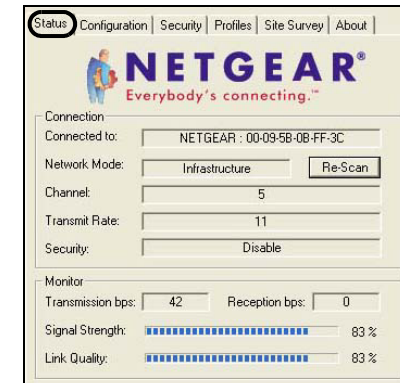 Status Configuration Security Profiles Site Survey About
NETGEAR®
Everybody's connecting.™
Connection
Connected to: NETGEAR : 00-09-5B-0B-FF-3C
Network Mode: Infrastructure Re-Scan
Channel: 5
Transmit Rate: 11
Security: Disable
Monitor
Transmission bps: 42 Reception bps: 0
Signal Strength: 83 %
Link Quality: 83 %